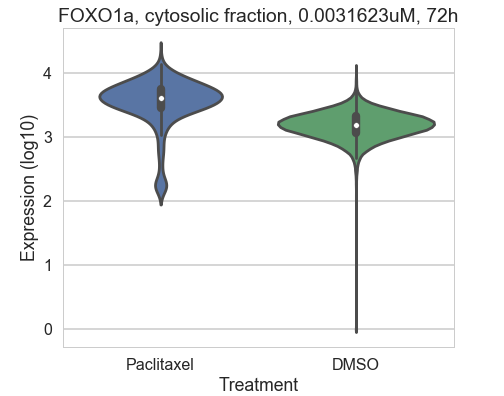 FOXO1a, cytosolic fraction, 0.0031623uM, 72h
Expression (log10)
4
3
2
1
0
Paclitaxel DMSO
Treatment